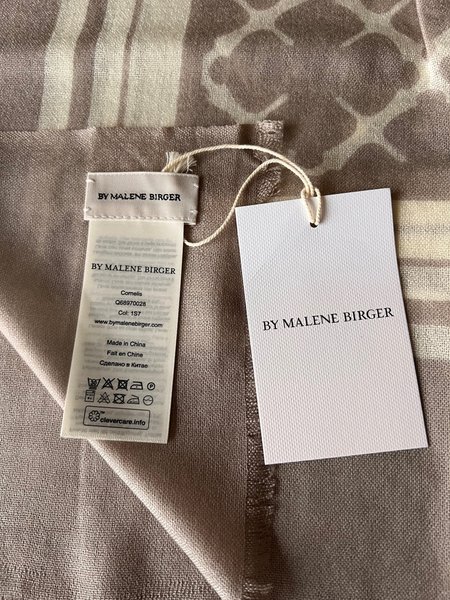 BY MALENE BIRGER
BY MALENE BIRGER
Cornelis
Q68970028
Col: 1S7
www.bymalenebirger.com
Made in China
Fait en Chine
Сделано в Китае
clevercare.info
BY MALENE BIRGER